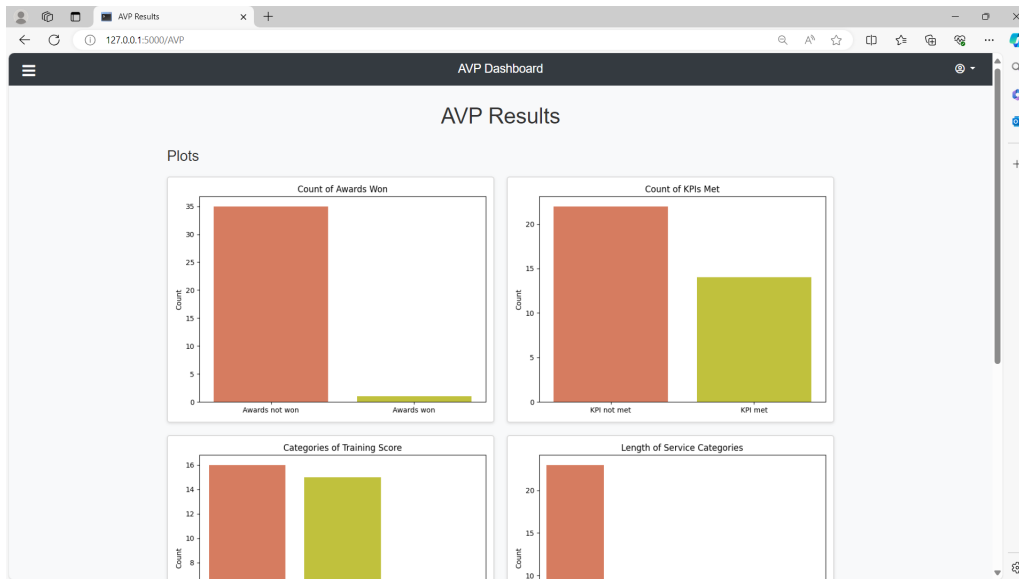 AVP Results
127.0.0.1:5000/AVP
AVP Dashboard
AVP Results
Plots
Count of Awards Won
35
30
25
20
15
10
5
0
Count
Awards not won Awards won
Count of KPIs Met
20
15
10
5
0
Count
KPI not met KPI met
Categories of Training Score
16
14
12
10
8
Count
Length of Service Categories
20
15
10
Count